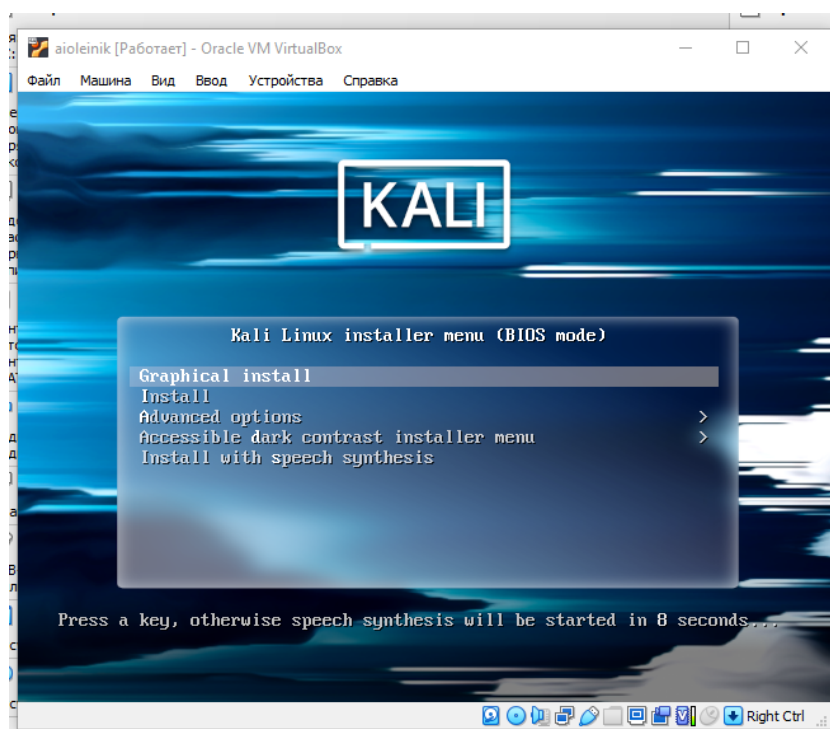 aioleinik [Работает] - Oracle VM VirtualBox
Файл Машина Вид Ввод Устройства Справка
KALI
Kali Linux installer menu (BIOS mode)
Graphical install
Install
Advanced options >
Accessible dark contrast installer menu >
Install with speech synthesis
Press a key, otherwise speech synthesis will be started in 8 seconds...
Right Ctrl